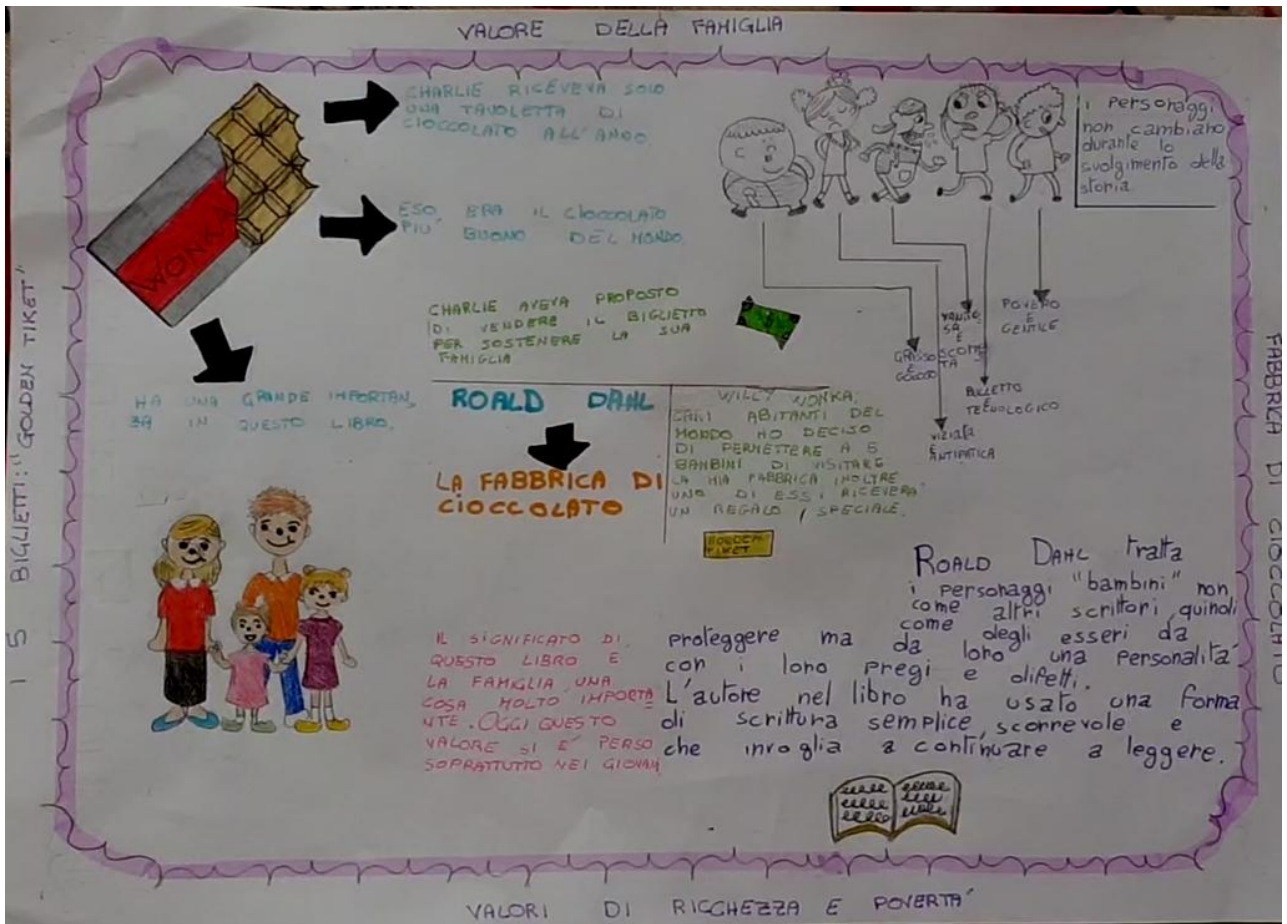 VALORE DELLA FAMIGLIA
I 5 BIGLIETTI: "GOLDEN TIKET"
WONKA
CHARLIE RICEVEVA SOLO
UNA TAVOLETTA DI
CIOCCOLATO ALL'ANNO.
ESO, ERA IL CIOCCOLATO
PIU' BUONO DEL MONDO.
i personaggi
non cambiano
durante lo
svolgimento della
storia.
CHARLIE AVEVA PROPOSTO
DI VENDERE IL BIGLIETTO
PER SOSTENERE LA SUA
FAMIGLIA
GRASSO
E
GOLOSO
E
POVERO
E
GENTILE
BULLETTO
E
TECNOLOGICO
VIZIATA
E
ANTIPATICA
HA UNA GRANDE IMPORTAN,
ZA IN QUESTO LIBRO.
ROALD DAHL
LA FABBRICA DI
CIOCCOLATO
WILLY WONKA:
CARI ABITANTI DEL
MONDO HO DECISO
DI PERMETTERE A 5
BAMBINI DI VISITARE
LA MIA FABBRICA INOLTRE
UNO DI ESSI RICEVERA'
UN REGALO SPECIALE.
GOLDEN
TIKET
IL SIGNIFICATO DI
QUESTO LIBRO E
LA FAMIGLIA, UNA
COSA MOLTO IMPORTA
NTE. OGGI QUESTO
VALORE SI E' PERSO
SOPRATTUTTO NEI GIOVANI
ROALD DAHL tratta
i personaggi "bambini" non
come altri scrittori, quindi
come degli esseri da
proteggere ma da loro una personalità
con i loro pregi e difetti.
L'autore nel libro ha usato una forma
di scrittura semplice, scorrevole e
che invoglia a continuare a leggere.
FABBRICA DI CIOCCOLATO
VALORI DI RICCHEZZA E POVERTA'